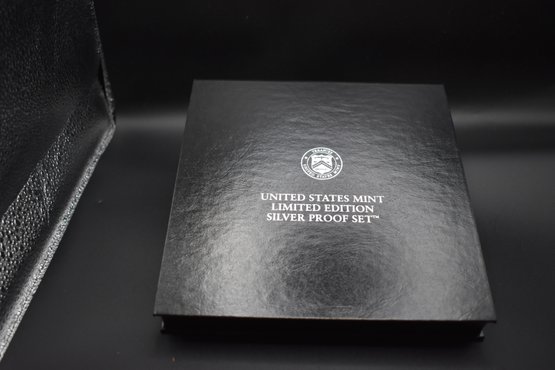 UNITED STATES MINT
LIMITED EDITION
SILVER PROOF SET™